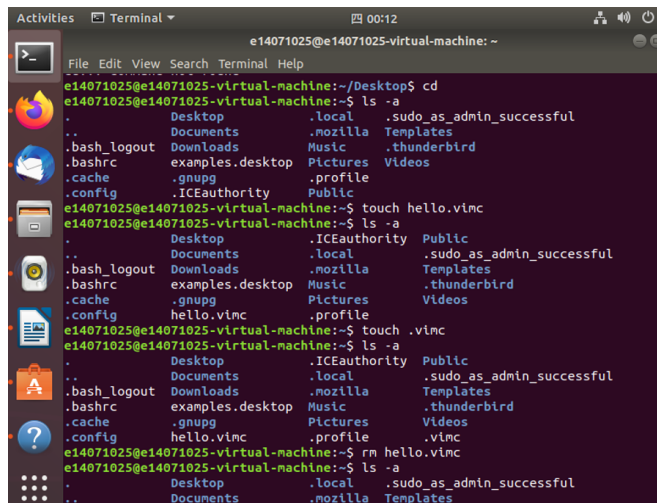 Activities Terminal 四 00:12
e14071025@e14071025-virtual-machine: ~
File Edit View Search Terminal Help
e14071025@e14071025-virtual-machine:~/Desktop$ cd
e14071025@e14071025-virtual-machine:~$ ls -a
. Desktop .local .sudo_as_admin_successful
.. Documents .mozilla Templates
.bash_logout Downloads Music .thunderbird
.bashrc examples.desktop Pictures Videos
.cache .gnupg .profile
.config .ICEauthority Public
e14071025@e14071025-virtual-machine:~$ touch hello.vimc
e14071025@e14071025-virtual-machine:~$ ls -a
. Desktop .ICEauthority Public
.. Documents .local .sudo_as_admin_successful
.bash_logout Downloads .mozilla Templates
.bashrc examples.desktop Music .thunderbird
.cache .gnupg Pictures Videos
.config hello.vimc .profile
e14071025@e14071025-virtual-machine:~$ touch .vimc
e14071025@e14071025-virtual-machine:~$ ls -a
. Desktop .ICEauthority Public
.. Documents .local .sudo_as_admin_successful
.bash_logout Downloads .mozilla Templates
.bashrc examples.desktop Music .thunderbird
.cache .gnupg Pictures Videos
.config hello.vimc .profile .vimc
e14071025@e14071025-virtual-machine:~$ rm hello.vimc
e14071025@e14071025-virtual-machine:~$ ls -a
. Desktop .local .sudo_as_admin_successful
.. Documents .mozilla Templates